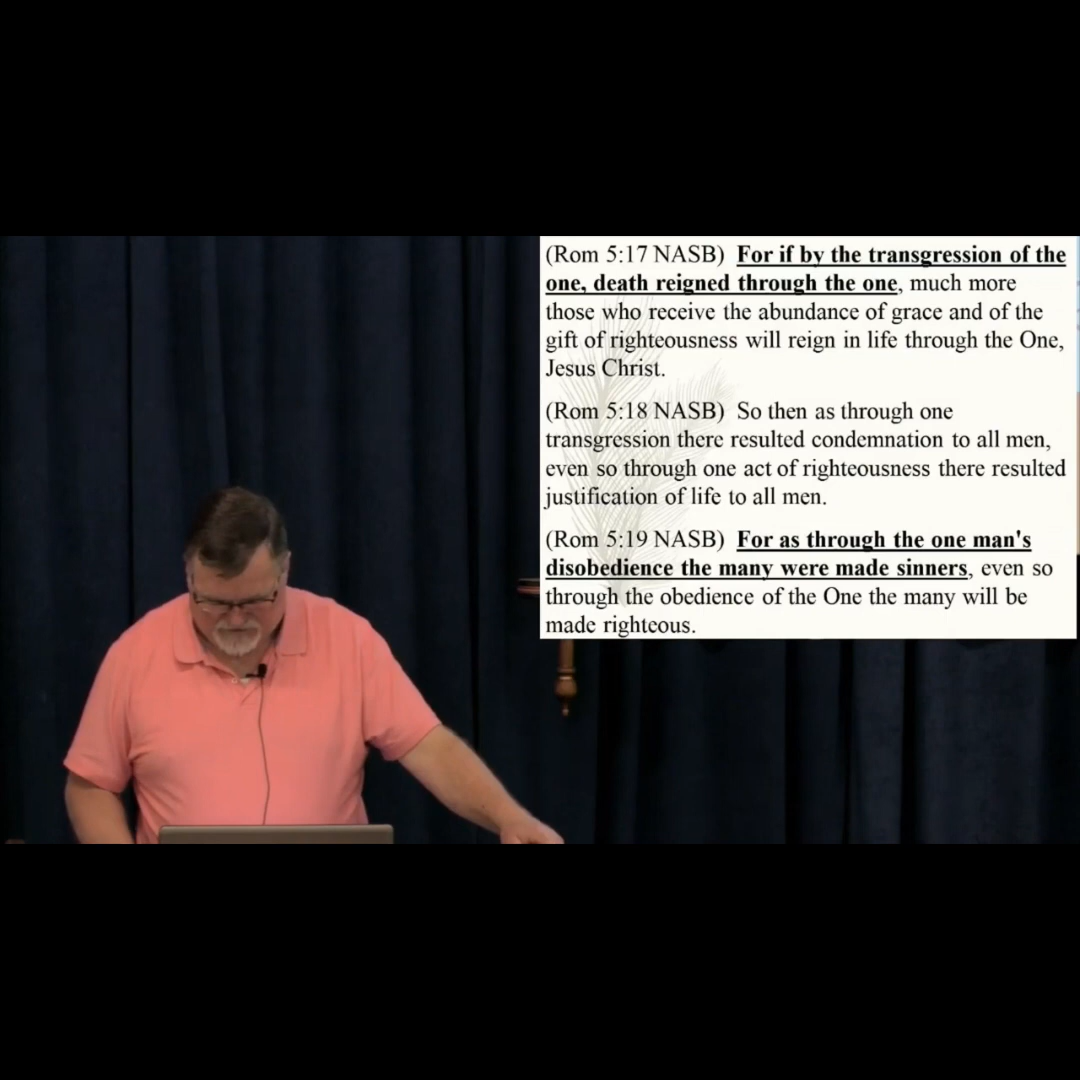 (Rom 5:17 NASB) For if by the transgression of the
one, death reigned through the one, much more
those who receive the abundance of grace and of the
gift of righteousness will reign in life through the One,
Jesus Christ.
(Rom 5:18 NASB) So then as through one
transgression there resulted condemnation to all men,
even so through one act of righteousness there resulted
justification of life to all men.
(Rom 5:19 NASB) For as through the one man's
disobedience the many were made sinners, even so
through the obedience of the One the many will be
made righteous.